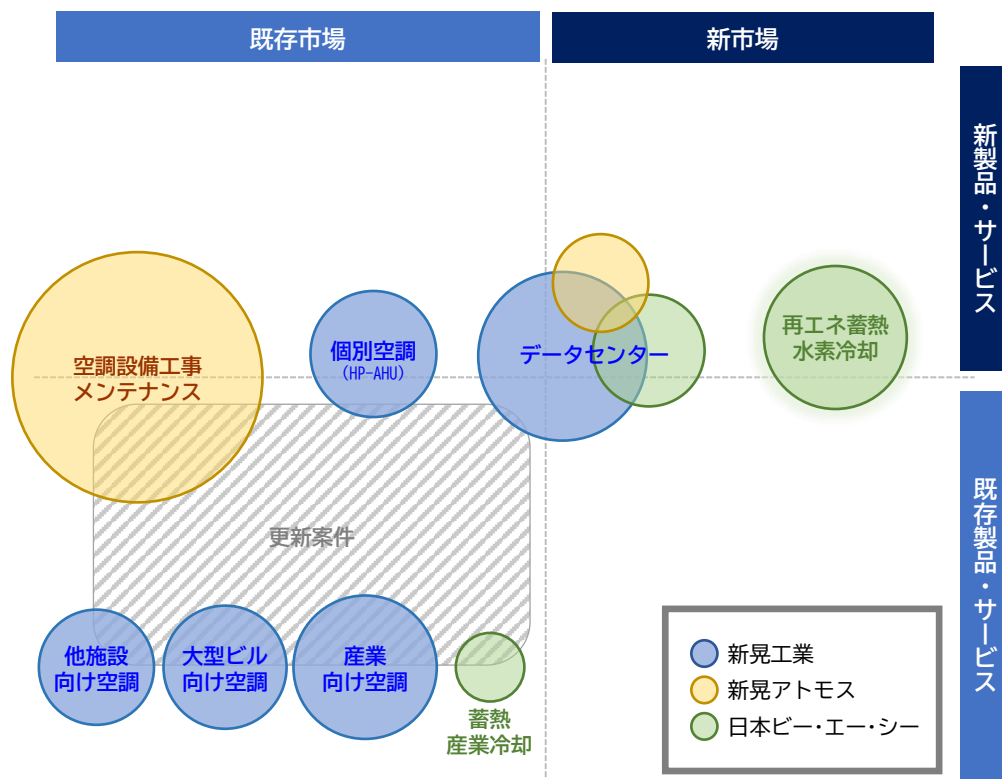 既存市場
新市場
新製品・サービス
空調設備工事
メンテナンス
個別空調
(HP-AHU)
データセンター
再エネ蓄熱
水素冷却
既存製品・サービス
更新案件
他施設
向け空調
大型ビル
向け空調
産業
向け空調
蓄熱
産業冷却
新晃工業
新晃アトモス
日本ビー・エー・シー